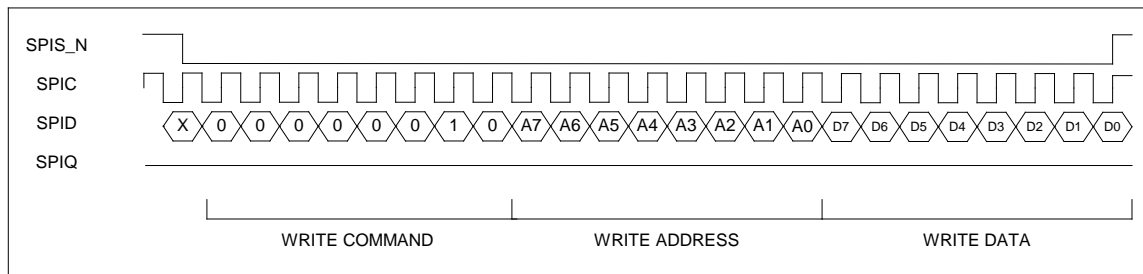 SPIS_N
SPIC
SPID X 0 0 0 0 0 0 1 0 A7 A6 A5 A4 A3 A2 A1 A0 D7 D6 D5 D4 D3 D2 D1 D0
SPIQ
WRITE COMMAND WRITE ADDRESS WRITE DATA